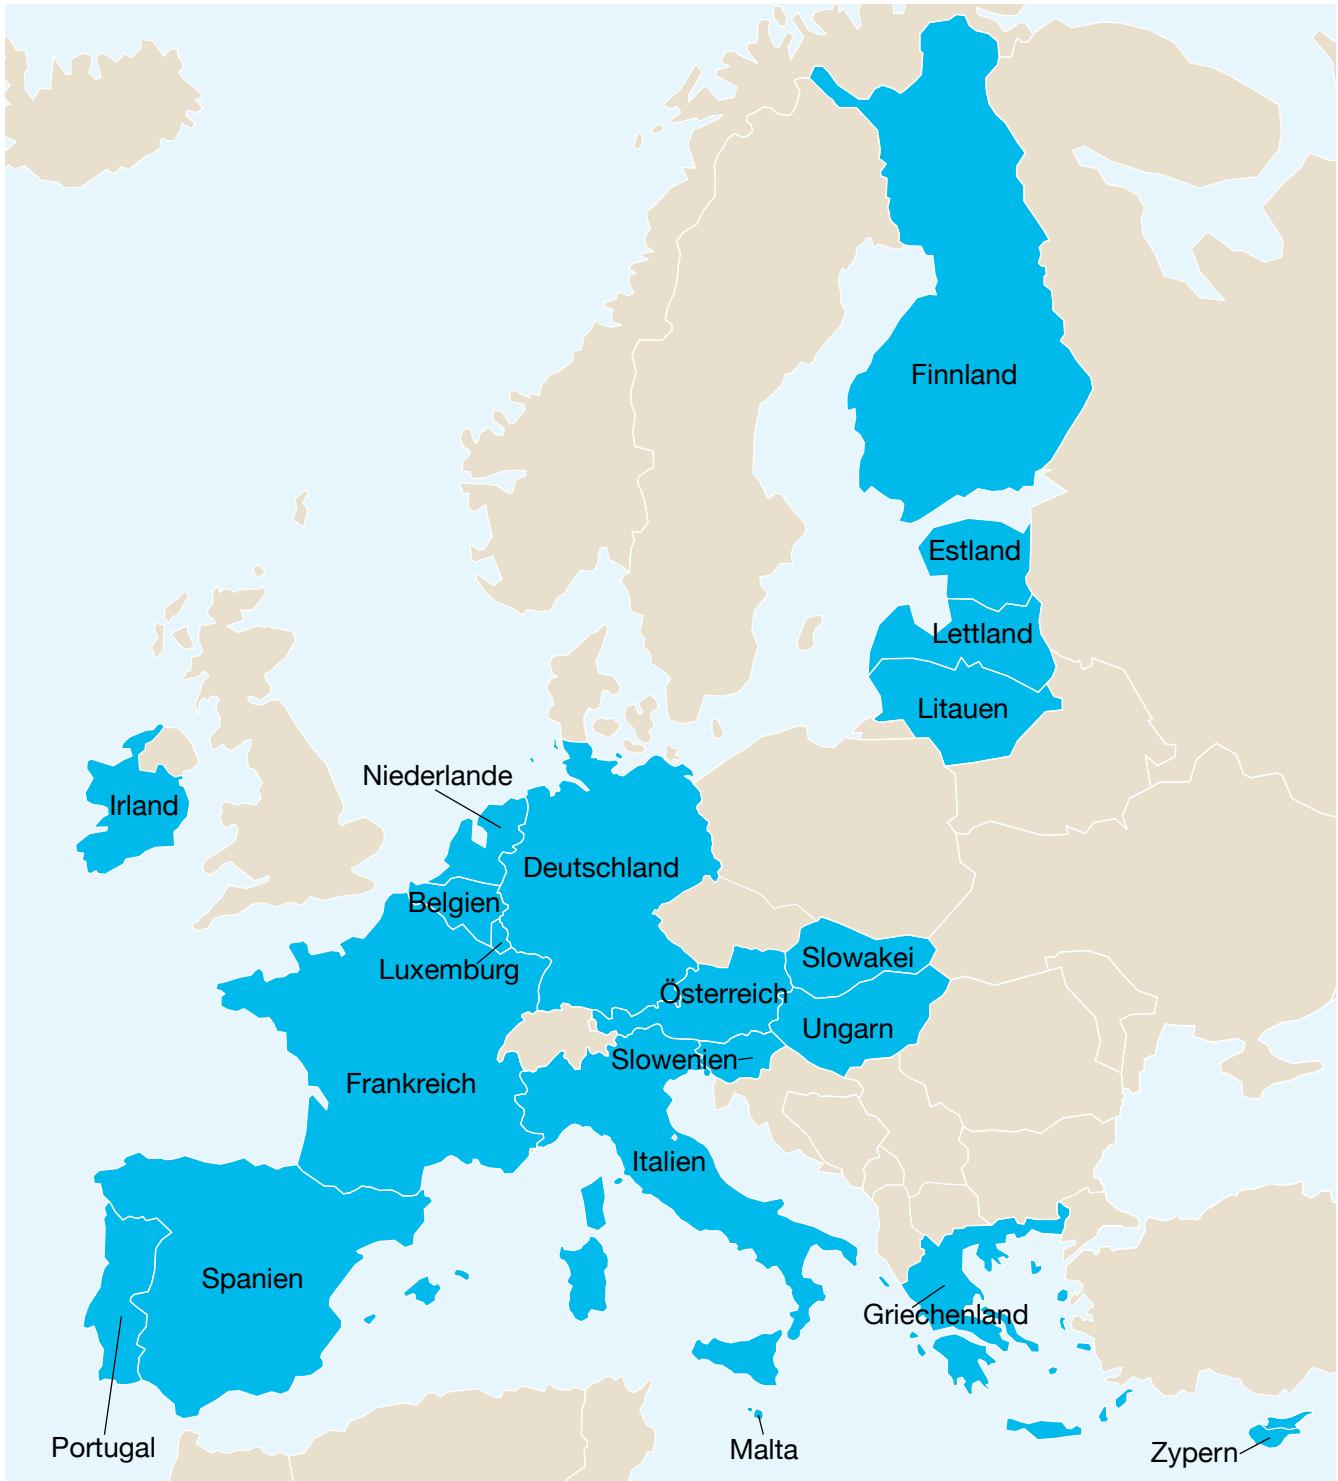 Finnland
Estland
Lettland
Litauen
Niederlande
Irland
Deutschland
Belgien
Slowakei
Luxemburg
Österreich
Ungarn
Slowenien
Frankreich
Italien
Spanien
Griechenland
Portugal
Malta
Zypern